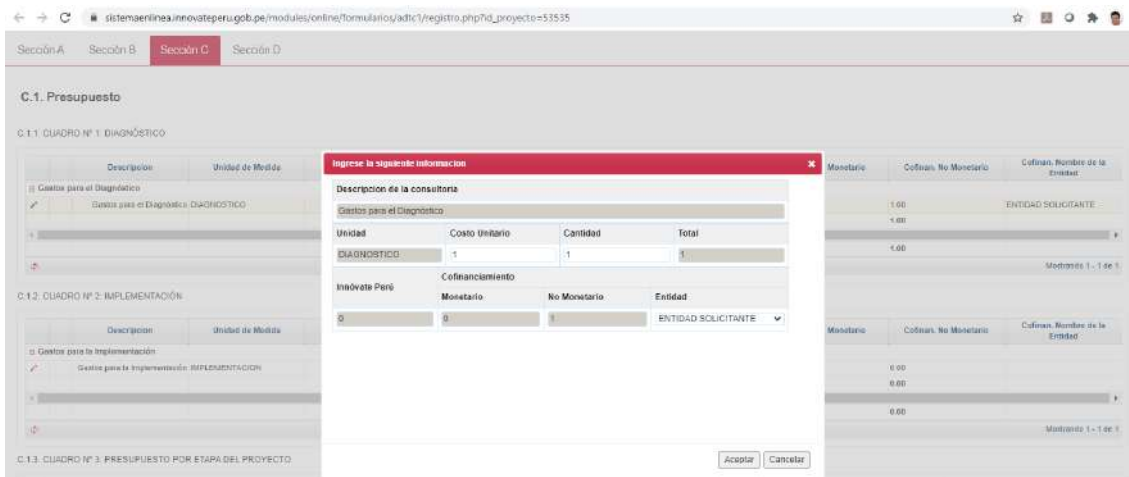 sistemaenlinea.innovateperu.gob.pe/modules/online/formularios/adtc1/registro.php?id_proyecto=53535
Sección A Sección B Sección C Sección D
C.1. Presupuesto
C.1.1. CUADRO Nº 1: DIAGNÓSTICO
Descripcion Unidad de Medida Monetario Cofinan. No Monetario Cofinan. Nombre de la Entidad
Gastos para el Diagnóstico
Gastos para el Diagnóstico DIAGNOSTICO 1.00 ENTIDAD SOLICITANTE
1.00
1.00
Mostrando 1 - 1 de 1
Ingrese la siguiente informacion
Descripcion de la consultoria
Gastos para el Diagnóstico
Unidad Costo Unitario Cantidad Total
DIAGNOSTICO 1 1 1
Innóvate Perú Cofinanciamiento
Monetario No Monetario Entidad
0 0 1 ENTIDAD SOLICITANTE
Aceptar Cancelar
C.1.2. CUADRO Nº 2: IMPLEMENTACIÓN
Descripcion Unidad de Medida Monetario Cofinan. No Monetario Cofinan. Nombre de la Entidad
Gastos para la Implementación
Gastos para la Implementación IMPLEMENTACION 0.00
0.00
0.00
Mostrando 1 - 1 de 1
C.1.3. CUADRO Nº 3: PRESUPUESTO POR ETAPA DEL PROYECTO